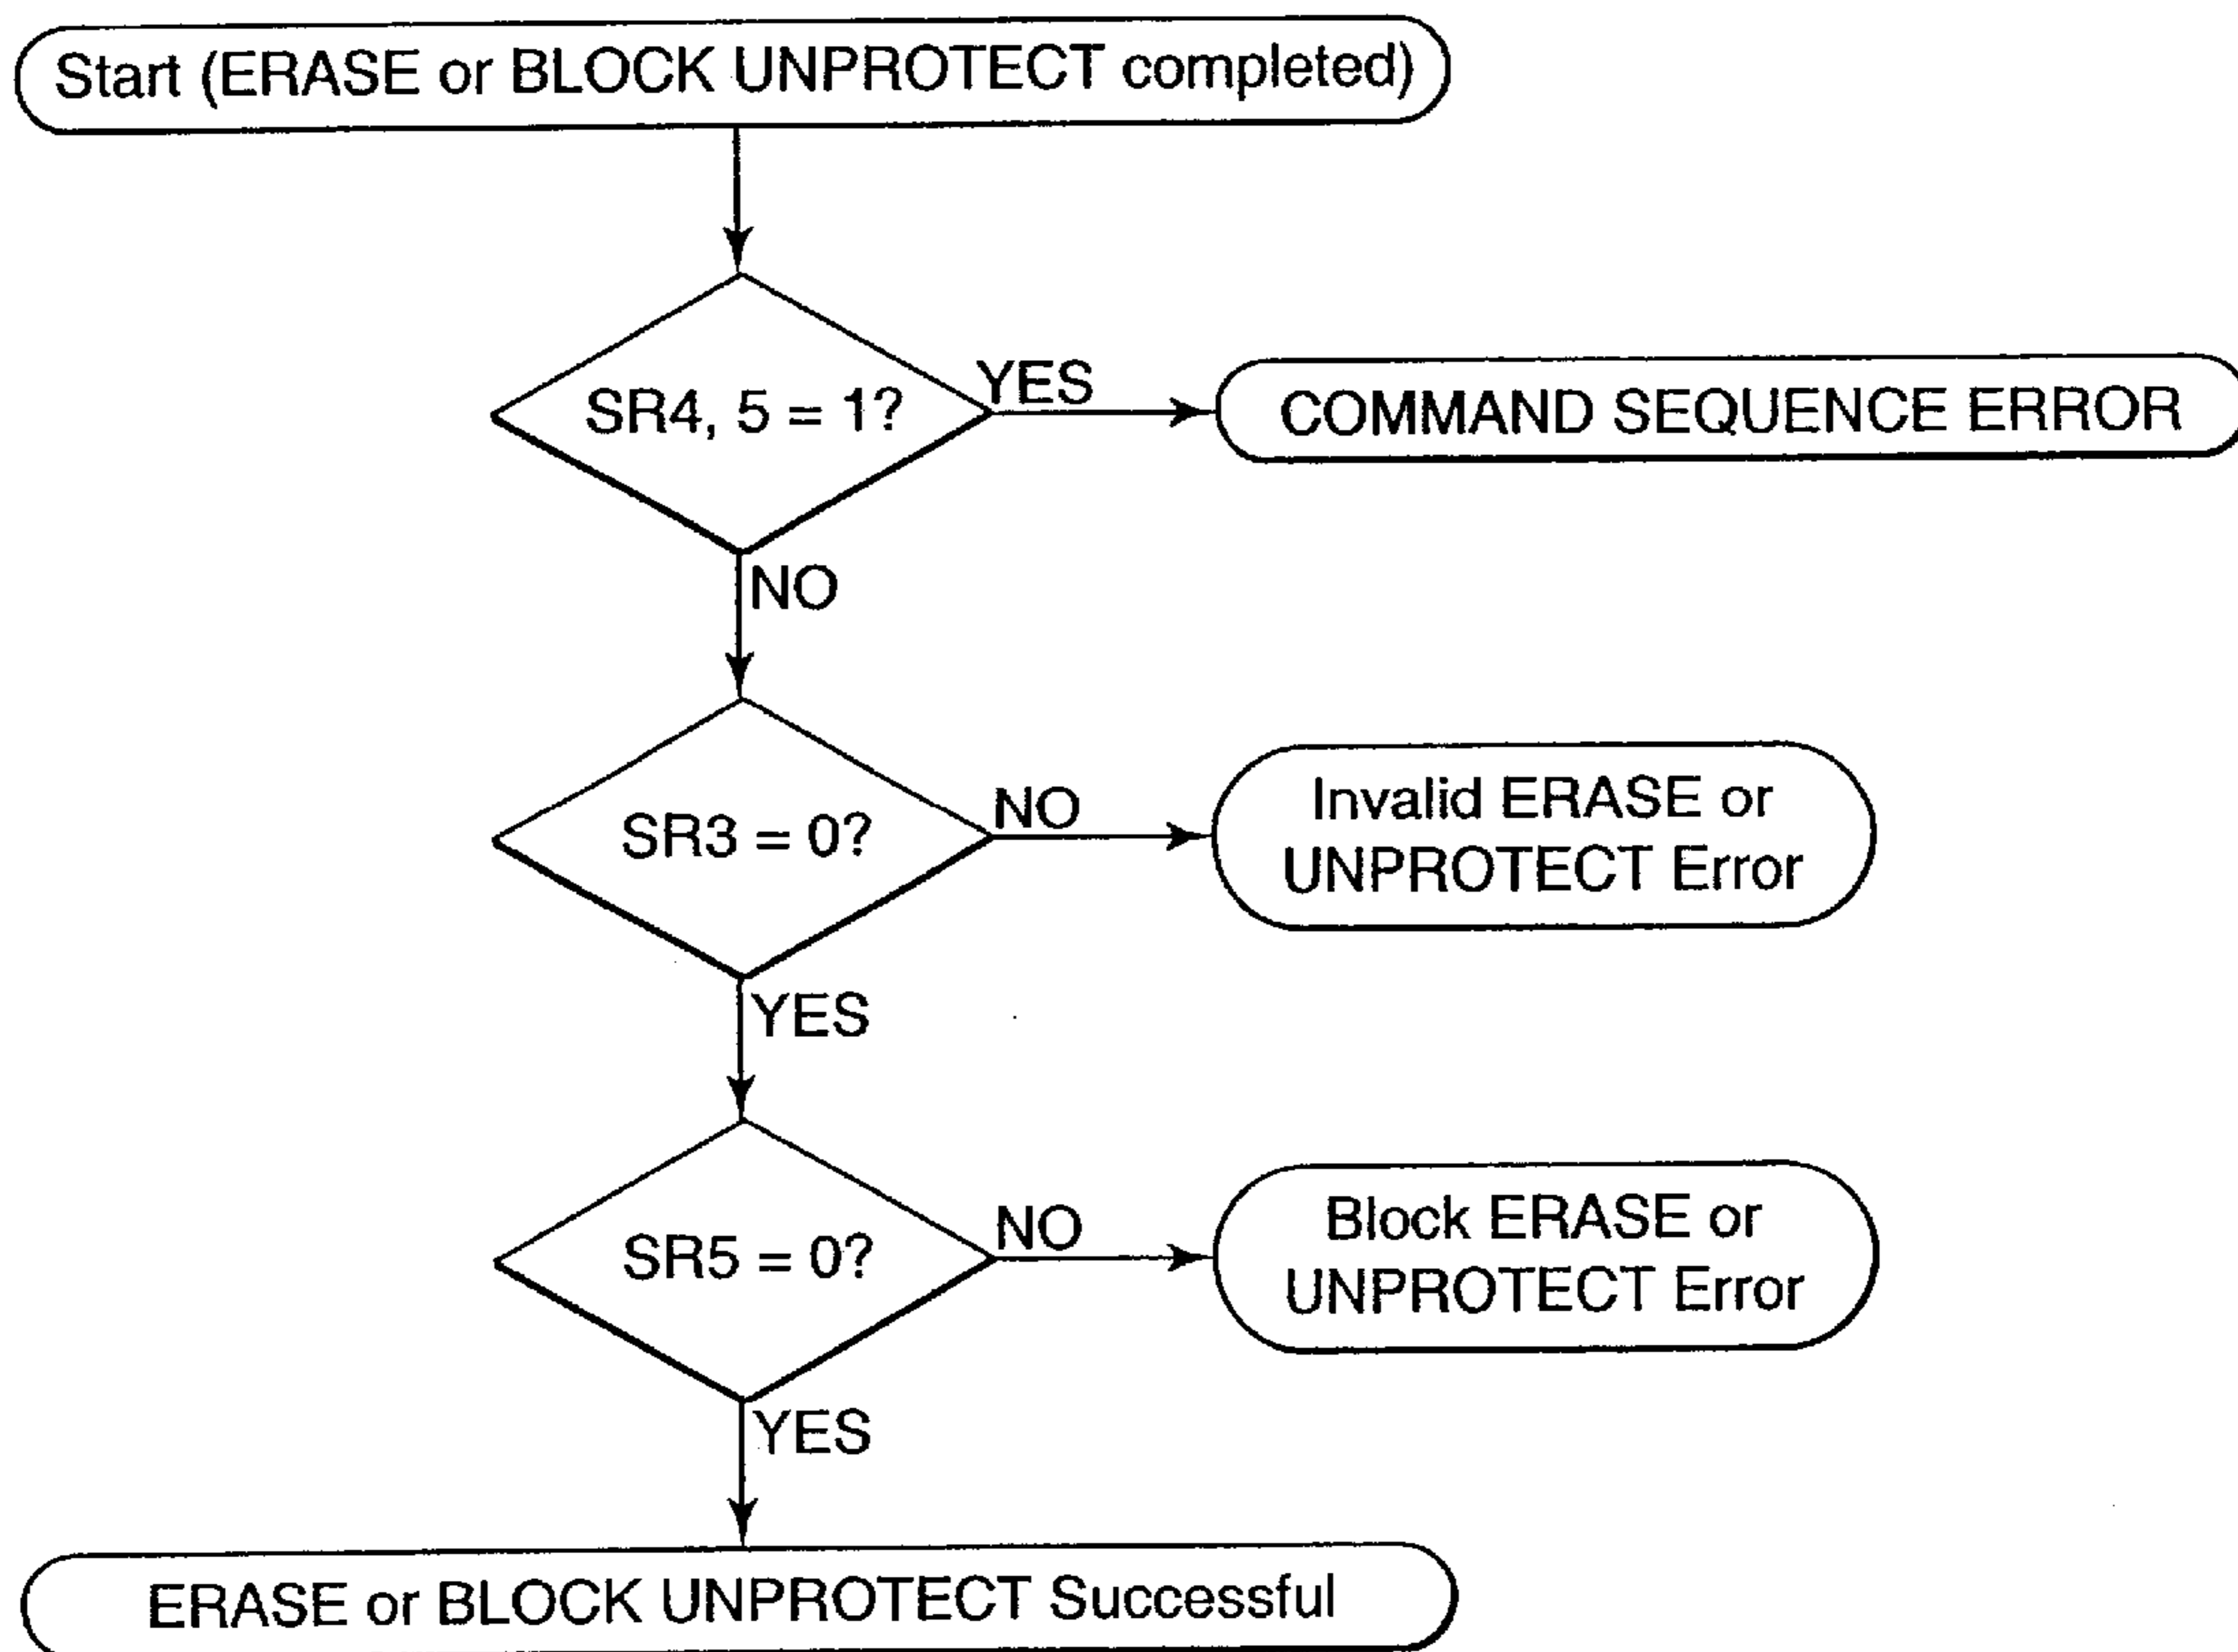 Start (ERASE or BLOCK UNPROTECT completed)
SR4, 5 = 1?
YES
COMMAND SEQUENCE ERROR
NO
SR3 = 0?
NO
Invalid ERASE or
UNPROTECT Error
YES
SR5 = 0?
NO
Block ERASE or
UNPROTECT Error
YES
ERASE or BLOCK UNPROTECT Successful